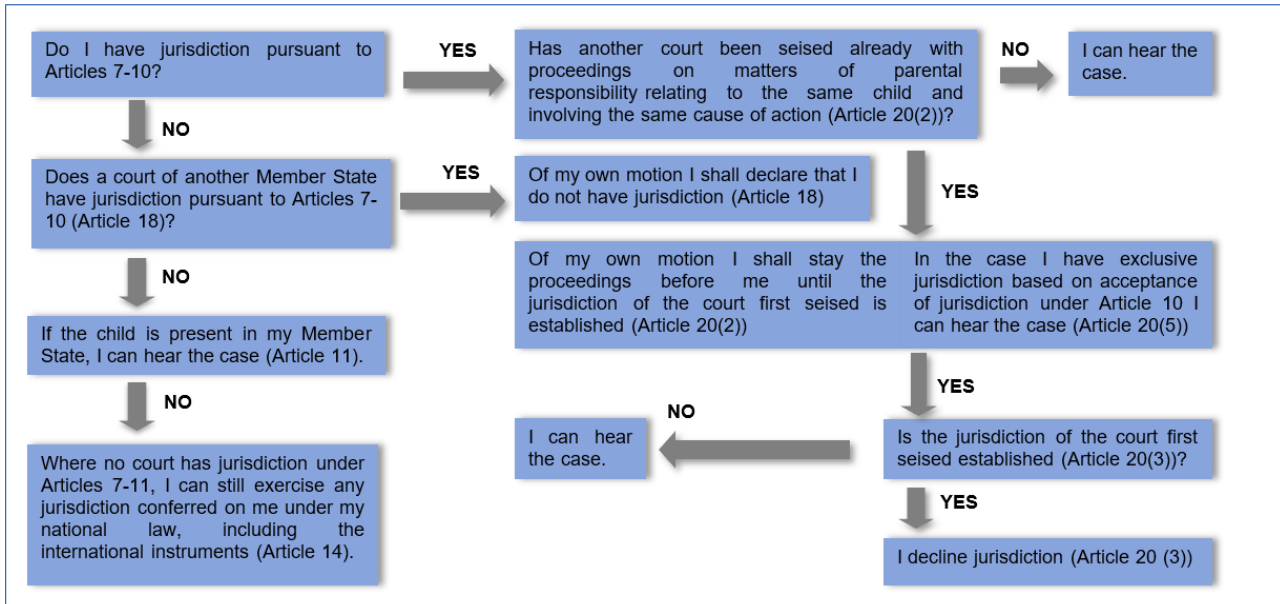 Do I have jurisdiction pursuant to
Articles 7-10?
YES
Has another court been seised already with
proceedings on matters of parental
responsibility relating to the same child and
involving the same cause of action (Article 20(2))?
NO
I can hear the
case.
NO
YES
Does a court of another Member State
have jurisdiction pursuant to Articles 7-
10 (Article 18)?
YES
Of my own motion I shall declare that I
do not have jurisdiction (Article 18)
NO
Of my own motion I shall stay the
proceedings before me until the
jurisdiction of the court first seised is
established (Article 20(2))
In the case I have exclusive
jurisdiction based on acceptance
of jurisdiction under Article 10 I
can hear the case (Article 20(5))
If the child is present in my Member
State, I can hear the case (Article 11).
NO
YES
Is the jurisdiction of the court first
seised established (Article 20(3))?
NO
I can hear
the case.
Where no court has jurisdiction under
Articles 7-11, I can still exercise any
jurisdiction conferred on me under my
national law, including the
international instruments (Article 14).
YES
I decline jurisdiction (Article 20 (3))